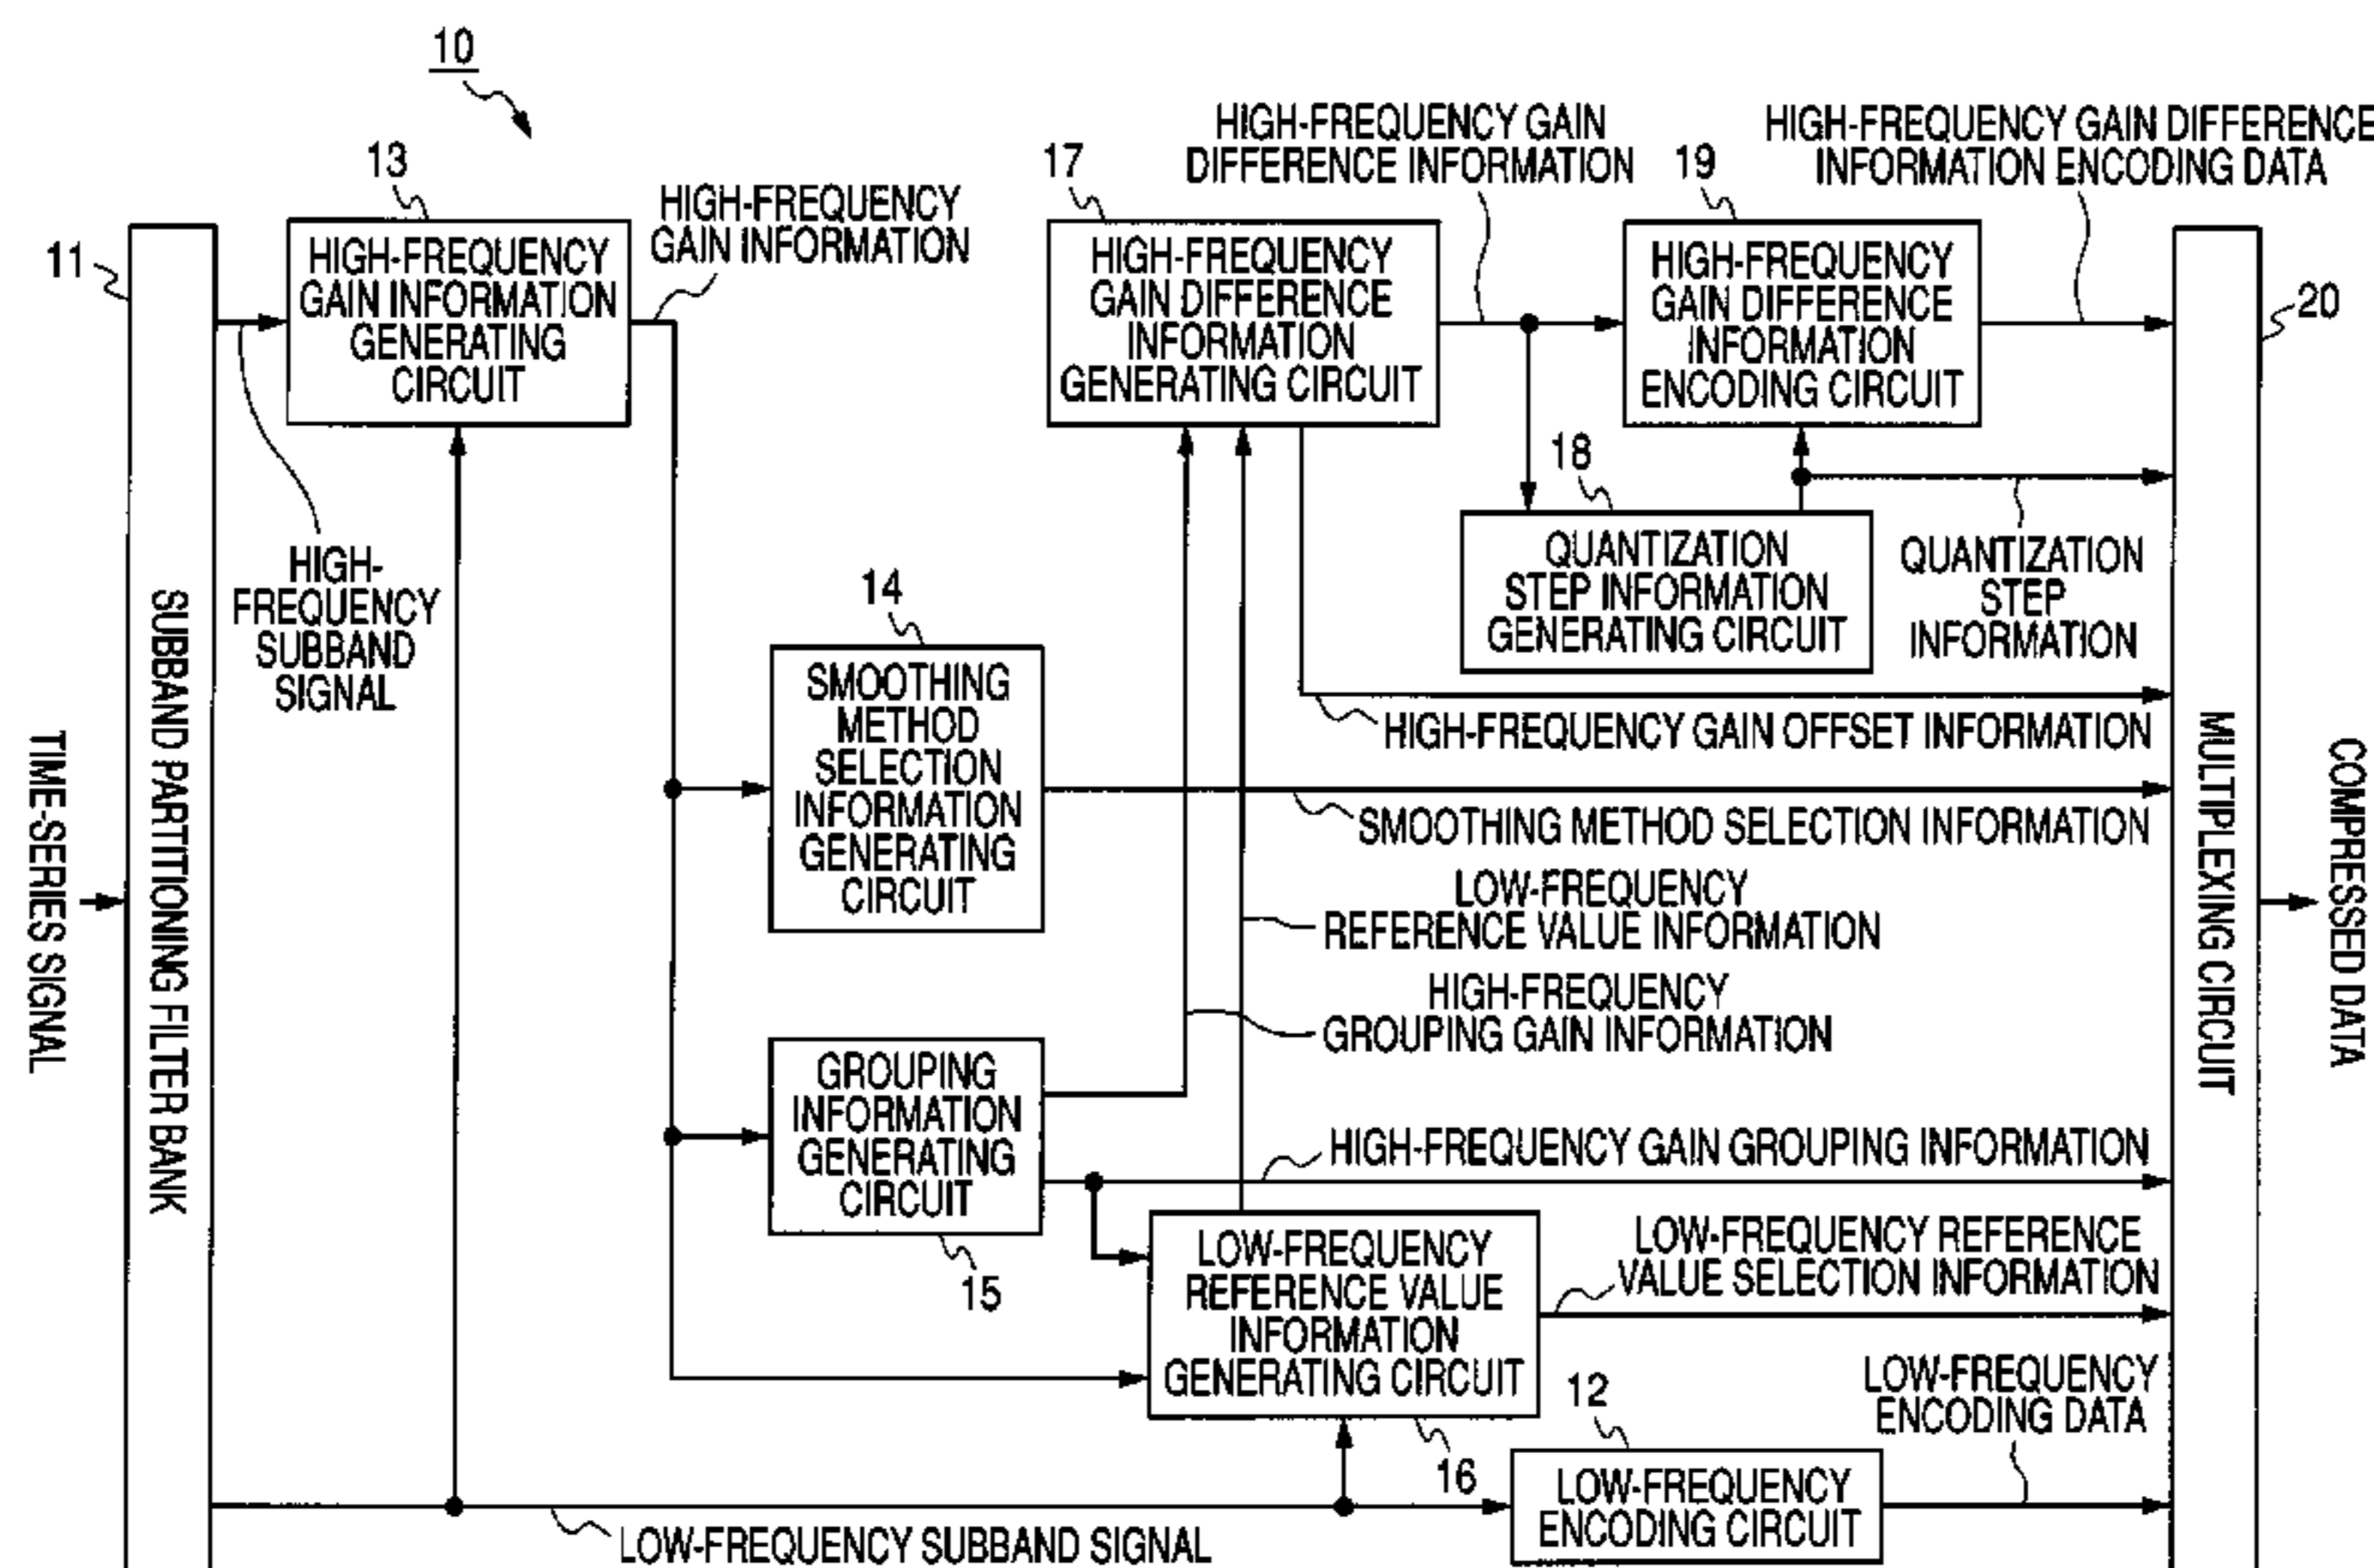 10
13
HIGH-FREQUENCY
GAIN INFORMATION
17
HIGH-FREQUENCY GAIN
DIFFERENCE INFORMATION
19
HIGH-FREQUENCY GAIN DIFFERENCE
INFORMATION ENCODING DATA
11
HIGH-FREQUENCY
GAIN INFORMATION
GENERATING
CIRCUIT
HIGH-FREQUENCY
GAIN DIFFERENCE
INFORMATION
GENERATING CIRCUIT
HIGH-FREQUENCY
GAIN DIFFERENCE
INFORMATION
ENCODING CIRCUIT
20
HIGH-
FREQUENCY
SUBBAND
SIGNAL
18
QUANTIZATION
STEP INFORMATION
GENERATING CIRCUIT
QUANTIZATION
STEP
INFORMATION
14
SMOOTHING
METHOD
SELECTION
INFORMATION
GENERATING
CIRCUIT
HIGH-FREQUENCY GAIN OFFSET INFORMATION
SMOOTHING METHOD SELECTION INFORMATION
TIME-SERIES SIGNAL
SUBBAND PARTITIONING FILTER BANK
LOW-FREQUENCY
REFERENCE VALUE INFORMATION
HIGH-FREQUENCY
GROUPING GAIN INFORMATION
MULTIPLEXING CIRCUIT
COMPRESSED DATA
GROUPING
INFORMATION
GENERATING
CIRCUIT
15
HIGH-FREQUENCY GAIN GROUPING INFORMATION
LOW-FREQUENCY
REFERENCE VALUE
INFORMATION
GENERATING CIRCUIT
16
LOW-FREQUENCY REFERENCE
VALUE SELECTION INFORMATION
12
LOW-FREQUENCY
ENCODING DATA
LOW-FREQUENCY
ENCODING CIRCUIT
LOW-FREQUENCY SUBBAND SIGNAL